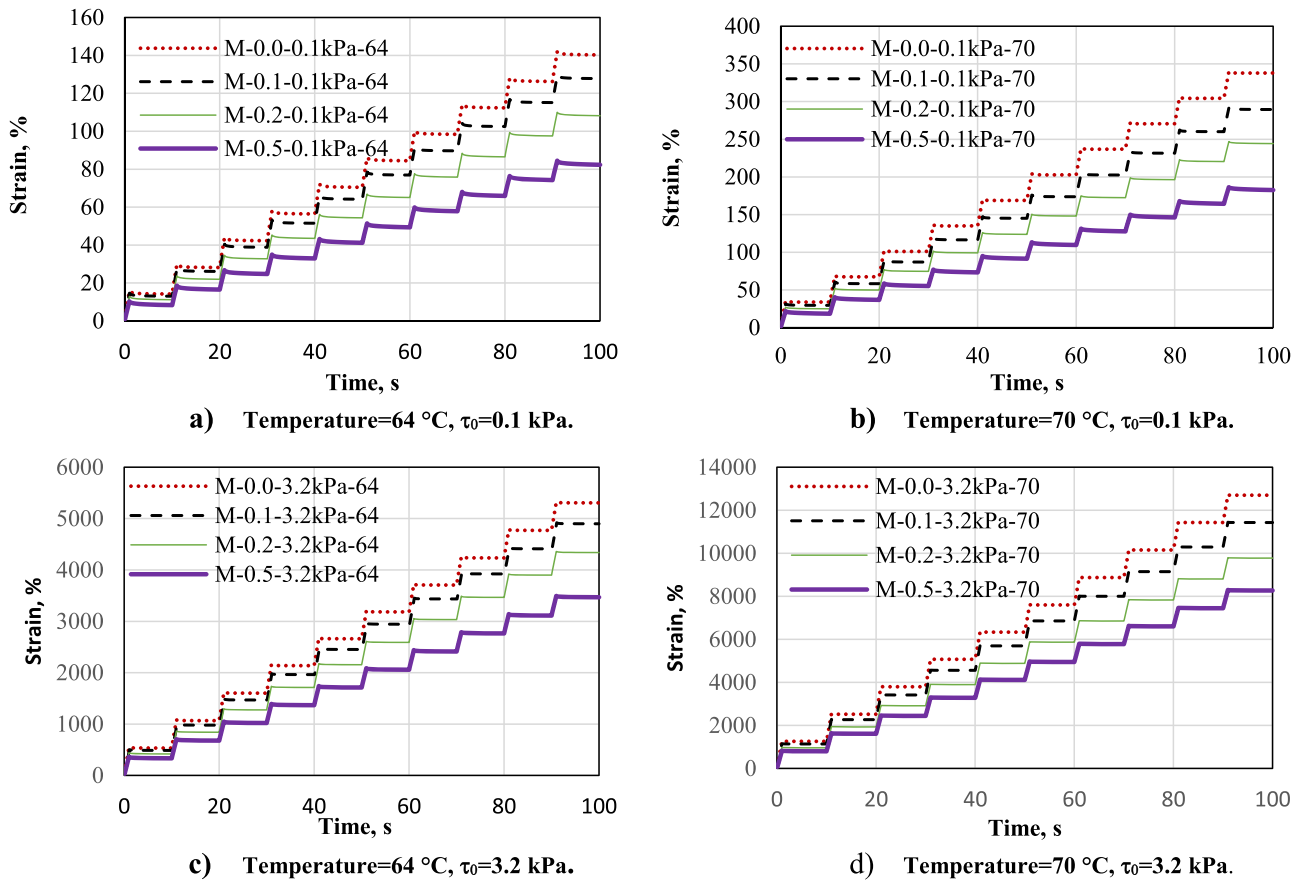 160
140
120
100
80
60
40
20
0
Strain, %
M-0.0-0.1kPa-64
M-0.1-0.1kPa-64
M-0.2-0.1kPa-64
M-0.5-0.1kPa-64
0 20 40 60 80 100
Time, s
a) Temperature=64 °C, τ0=0.1 kPa.
400
350
300
250
200
150
100
50
0
Strain, %
M-0.0-0.1kPa-70
M-0.1-0.1kPa-70
M-0.2-0.1kPa-70
M-0.5-0.1kPa-70
0 20 40 60 80 100
Time, s
b) Temperature=70 °C, τ0=0.1 kPa.
6000
5000
4000
3000
2000
1000
0
Strain, %
M-0.0-3.2kPa-64
M-0.1-3.2kPa-64
M-0.2-3.2kPa-64
M-0.5-3.2kPa-64
0 20 40 60 80 100
Time, s
c) Temperature=64 °C, τ0=3.2 kPa.
14000
12000
10000
8000
6000
4000
2000
0
Strain, %
M-0.0-3.2kPa-70
M-0.1-3.2kPa-70
M-0.2-3.2kPa-70
M-0.5-3.2kPa-70
0 20 40 60 80 100
Time, s
d) Temperature=70 °C, τ0=3.2 kPa.